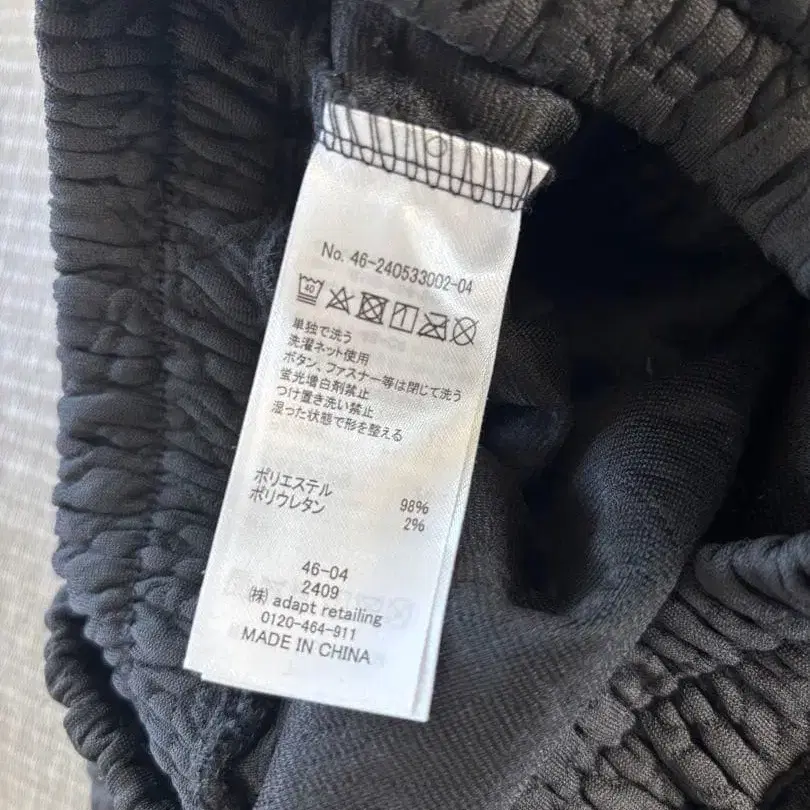 No. 46-240533002-04
40
単独で洗う
洗濯ネット使用
ボタン、ファスナー等は閉じて洗う
蛍光増白剤禁止
つけ置き洗い禁止
湿った状態で形を整える
ポリエステル 98%
ポリウレタン 2%
46-04
2409
㈱ adapt retailing
0120-464-911
MADE IN CHINA